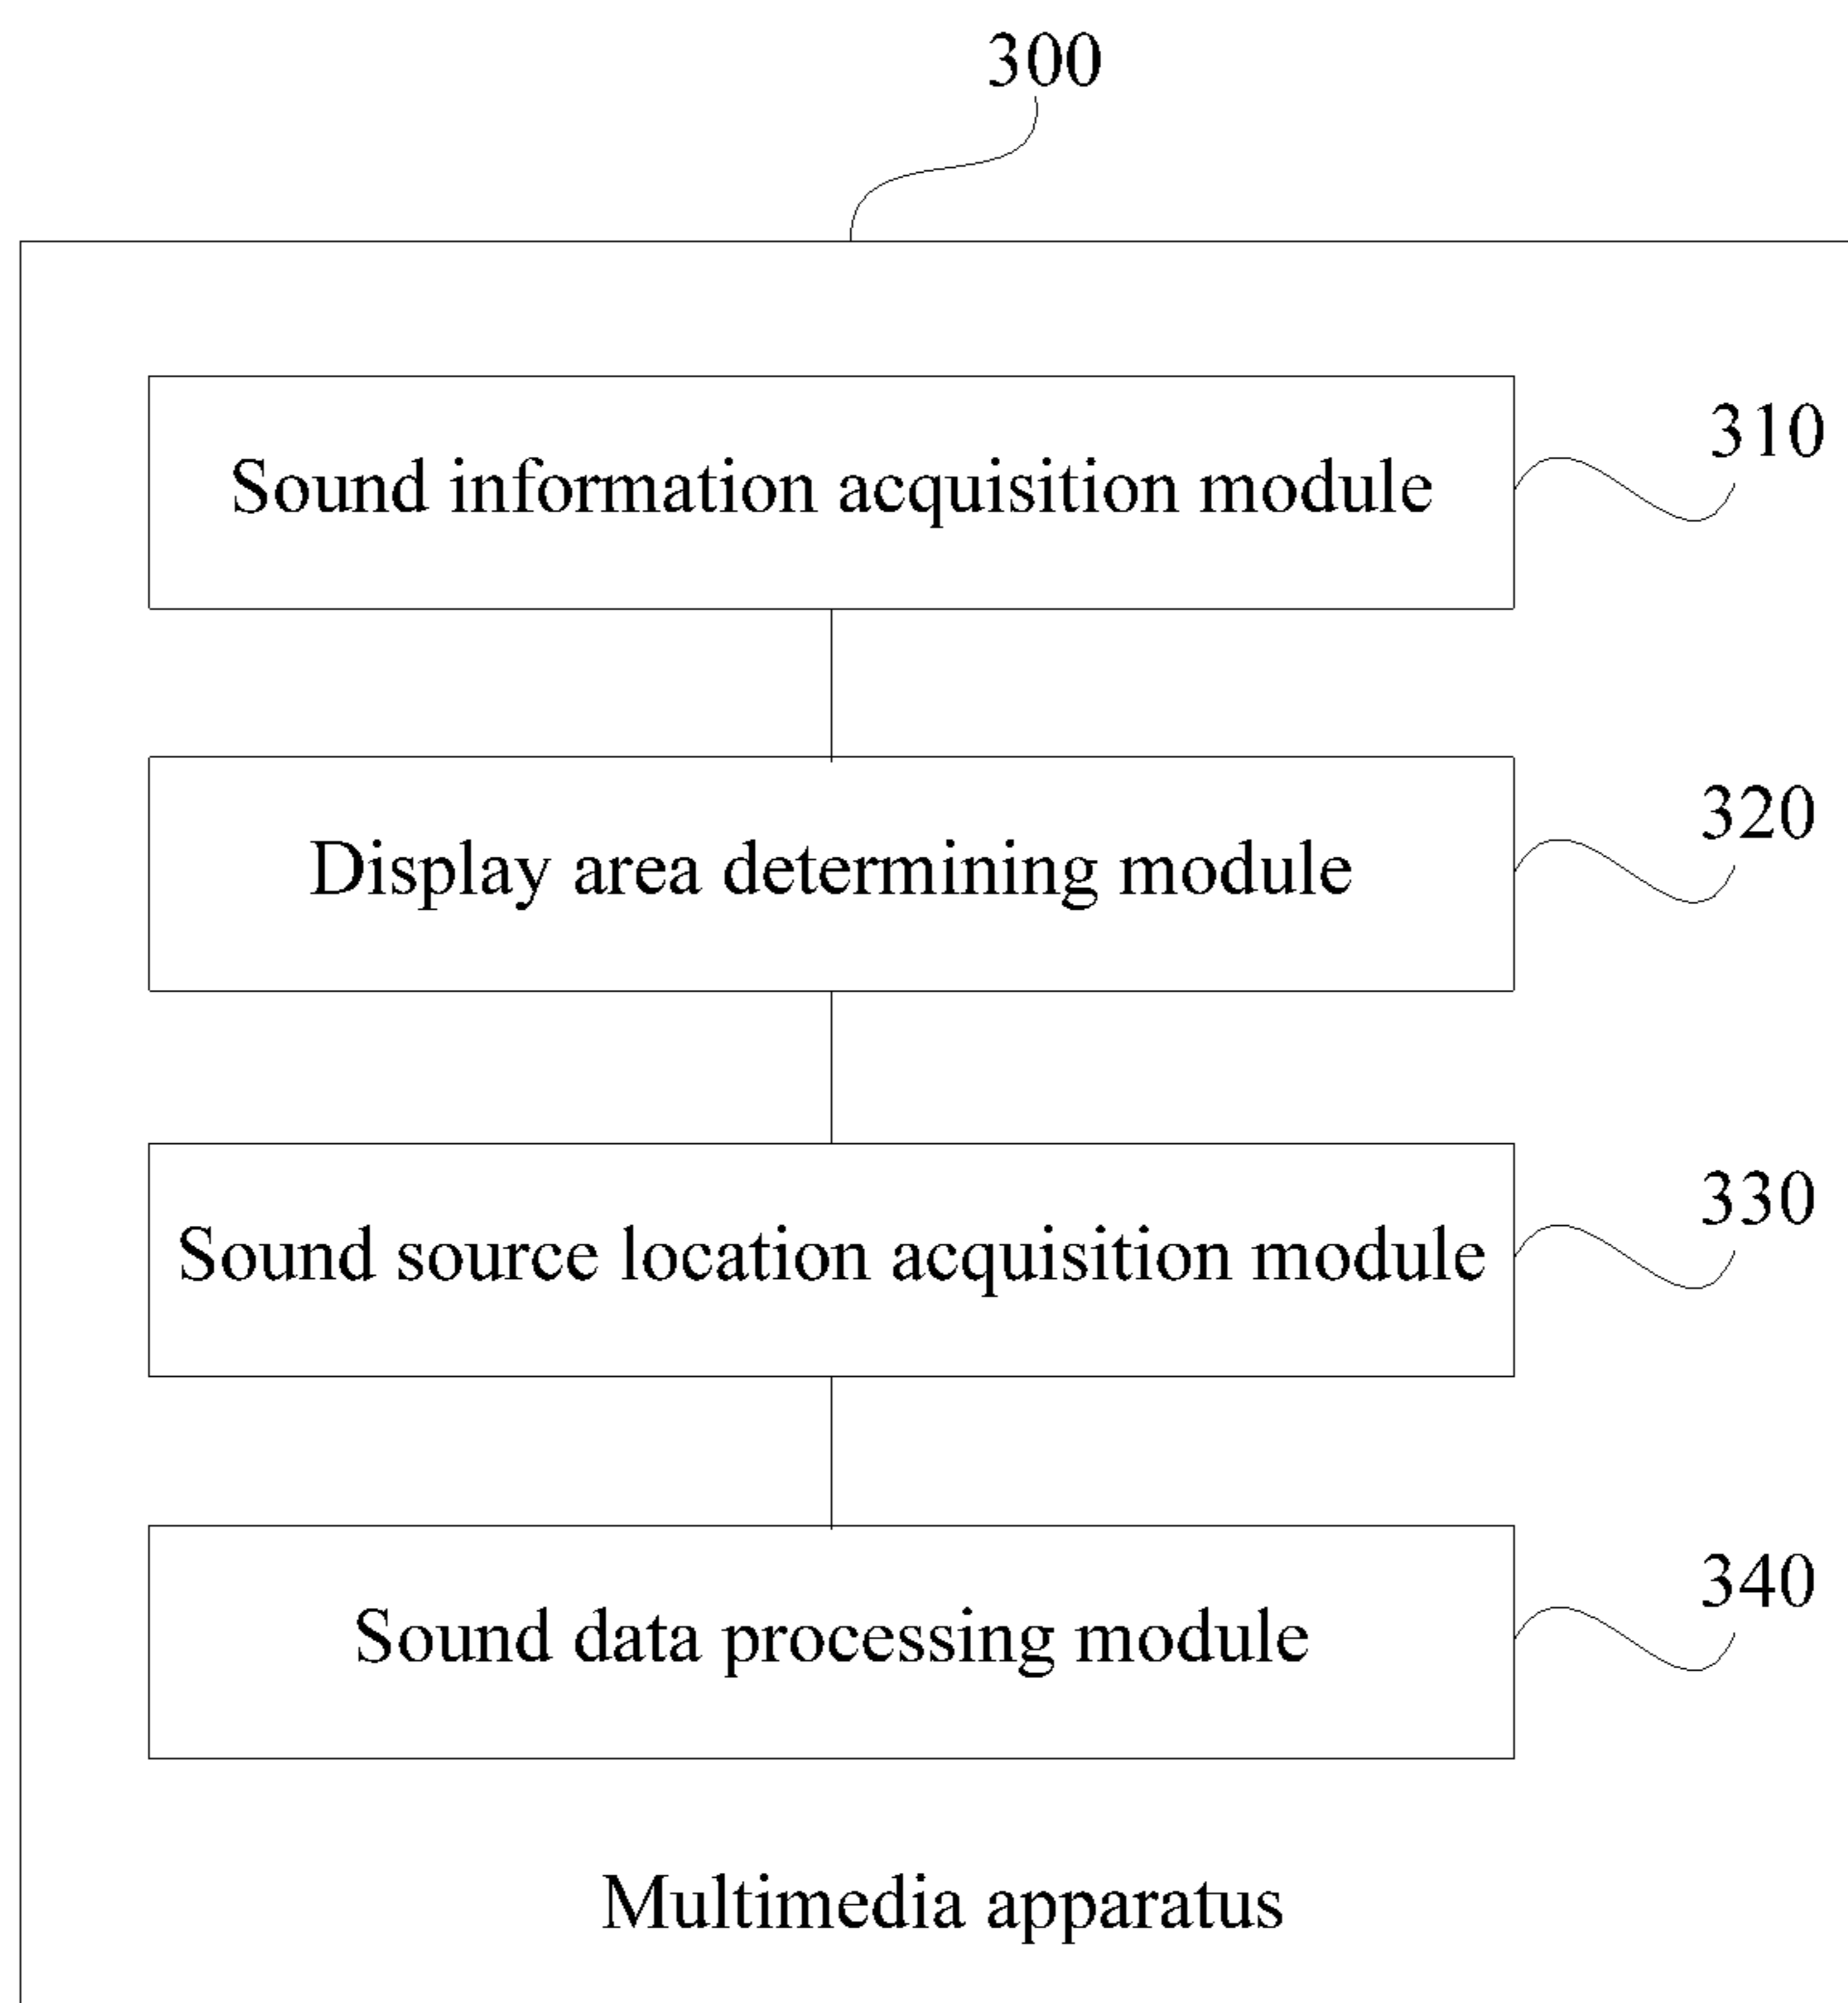 300
Sound information acquisition module
310
Display area determining module
320
Sound source location acquisition module
330
Sound data processing module
340
Multimedia apparatus